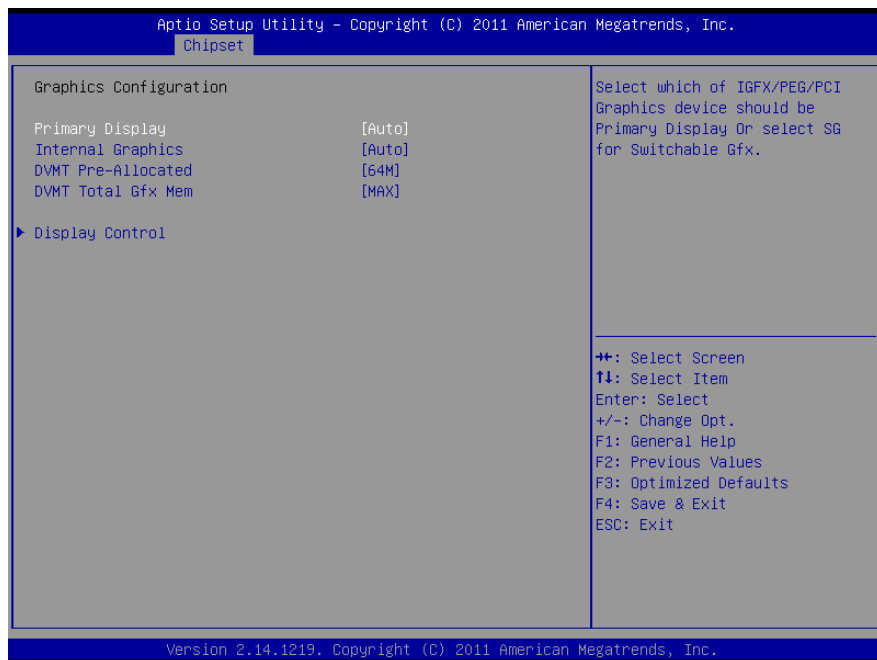 Aptio Setup Utility – Copyright (C) 2011 American Megatrends, Inc.
Chipset
Graphics Configuration
Primary Display [Auto]
Internal Graphics [Auto]
DVMT Pre-Allocated [64M]
DVMT Total Gfx Mem [MAX]
Display Control
Select which of IGFX/PEG/PCI
Graphics device should be
Primary Display Or select SG
for Switchable Gfx.
→←: Select Screen
↑↓: Select Item
Enter: Select
+/-: Change Opt.
F1: General Help
F2: Previous Values
F3: Optimized Defaults
F4: Save & Exit
ESC: Exit
Version 2.14.1219. Copyright (C) 2011 American Megatrends, Inc.